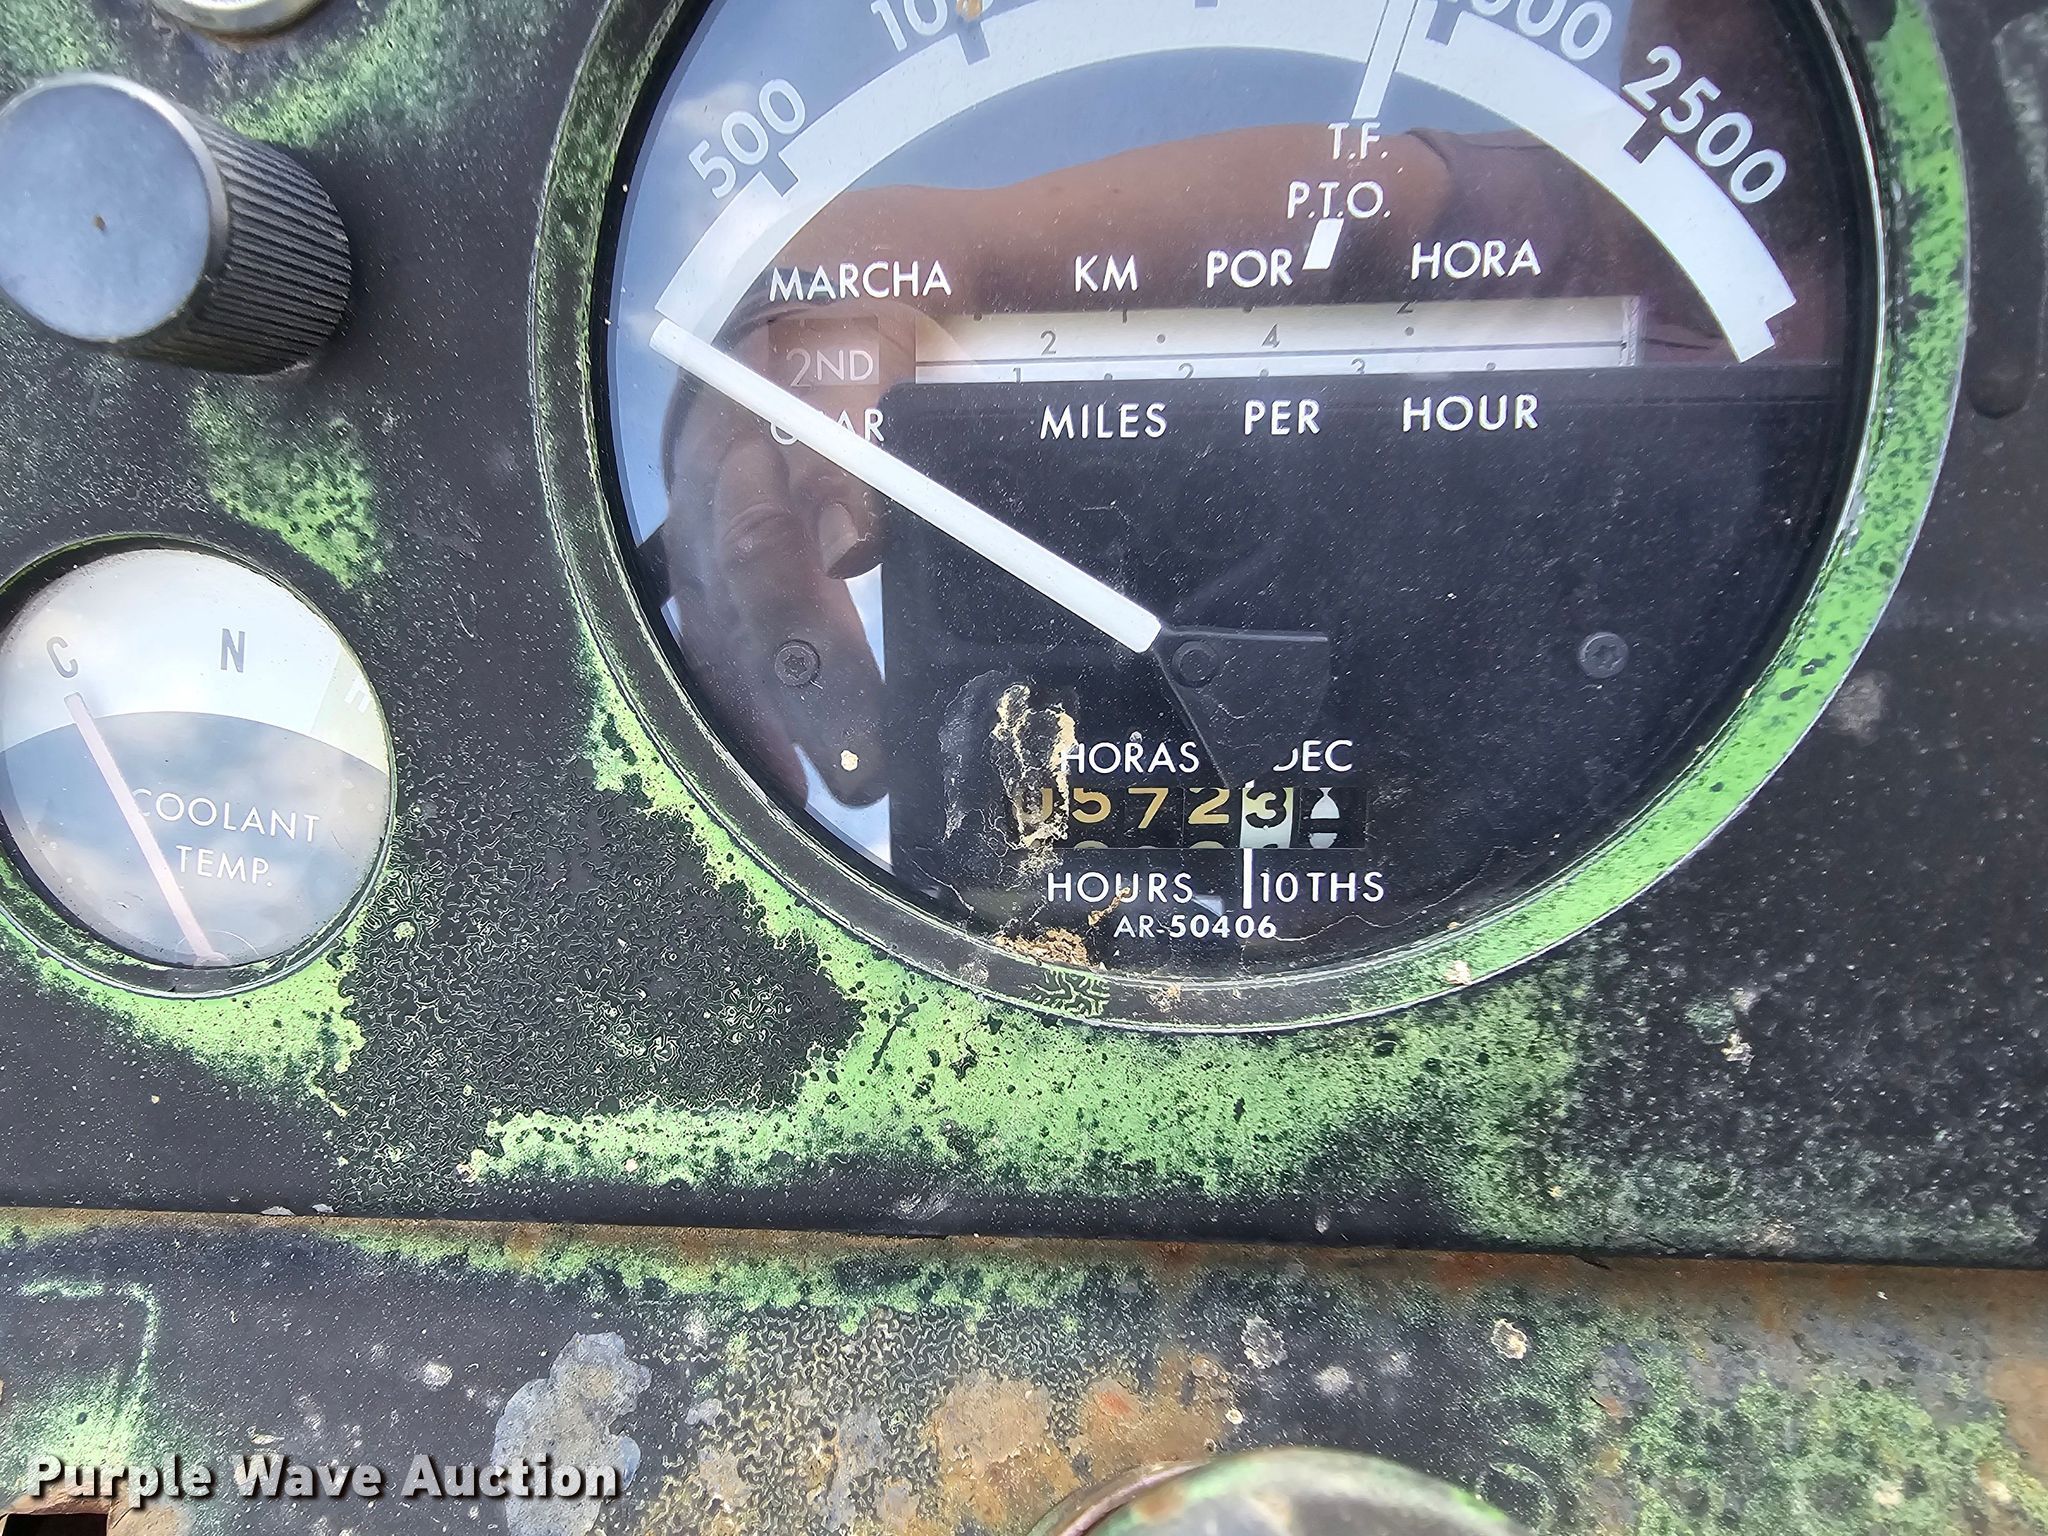 500
2500
T.F.
P.T.O.
MARCHA KM POR HORA
2 4
2ND
1 2 3
MILES PER HOUR
C N H
HORAS DEC
COOLANT
TEMP.
5723
HOURS 10THS
AR-50406
Purple Wave Auction